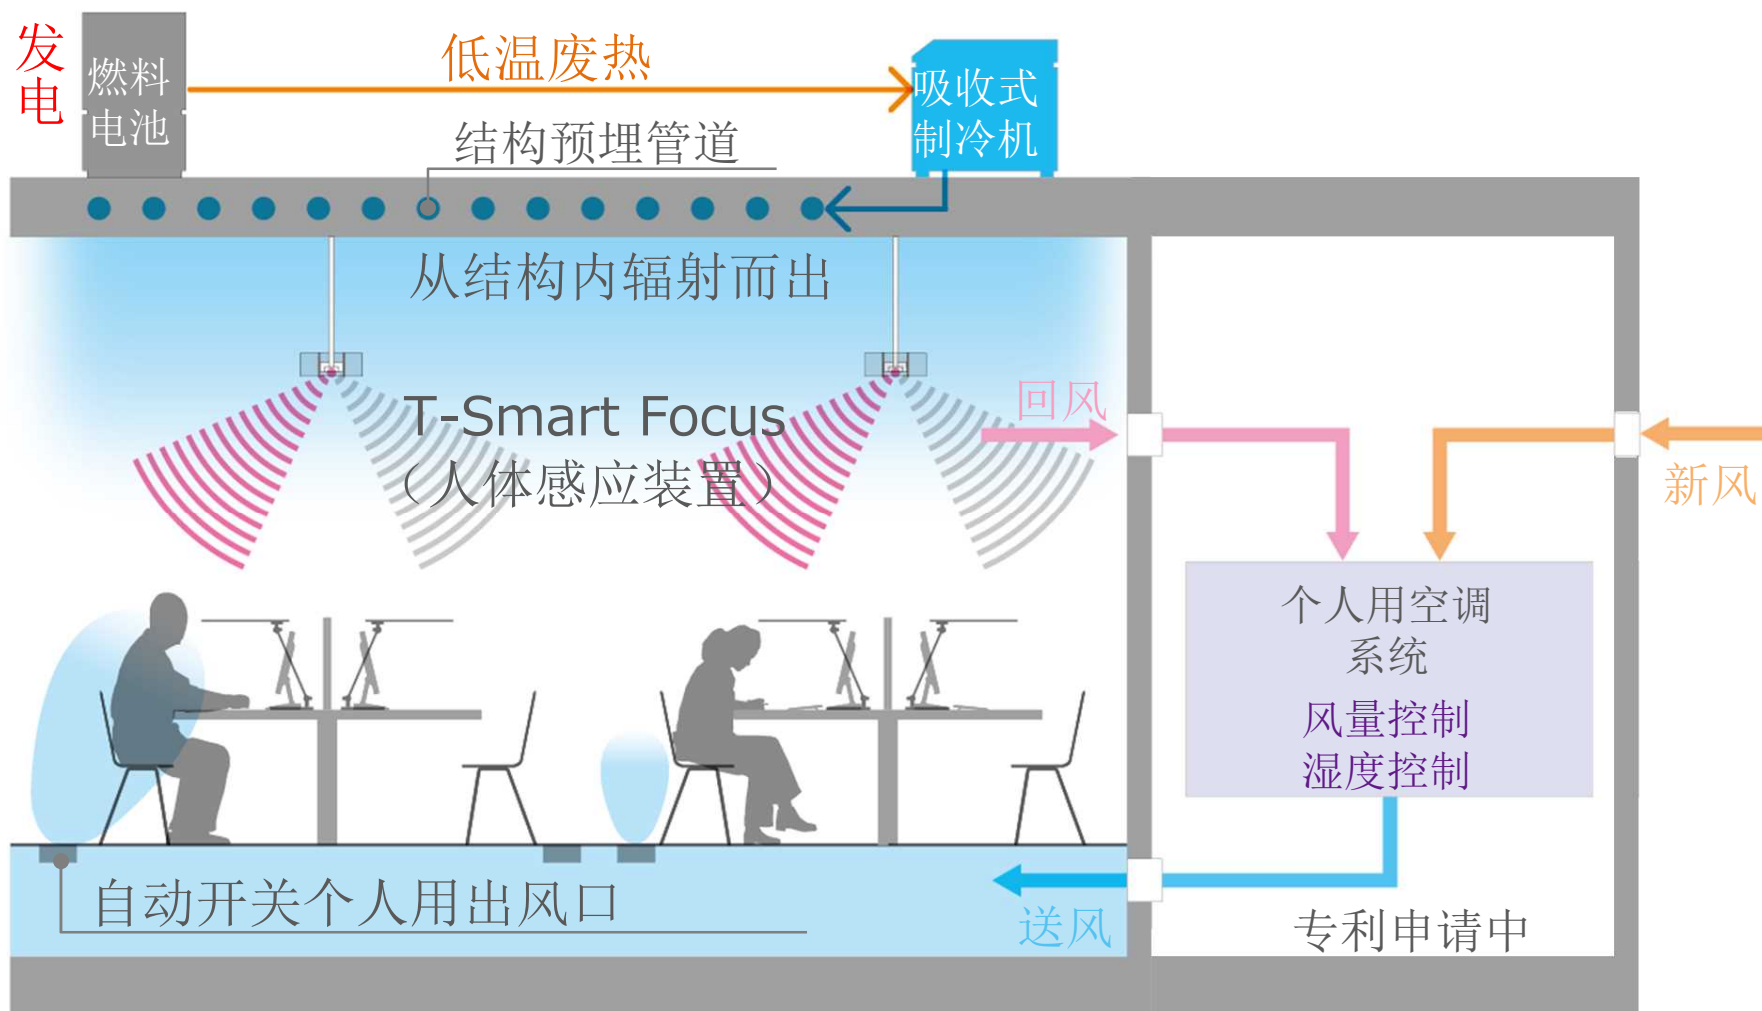 发电
燃料
电池
低温废热
吸收式
制冷机
结构预埋管道
从结构内辐射而出
T-Smart Focus
（人体感应装置）
回风
新风
个人用空调
系统
风量控制
湿度控制
自动开关个人用出风口
送风
专利申请中